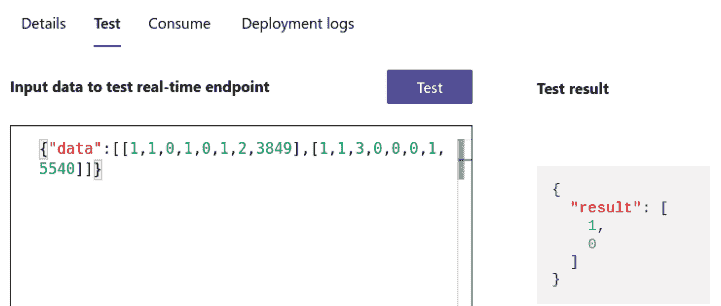 Details Test Consume Deployment logs
Input data to test real-time endpoint Test Test result
{"data":[[1,1,0,1,0,1,2,3849],[1,1,3,0,0,0,1,
5540]]}
{
"result": [
1,
0
]
}